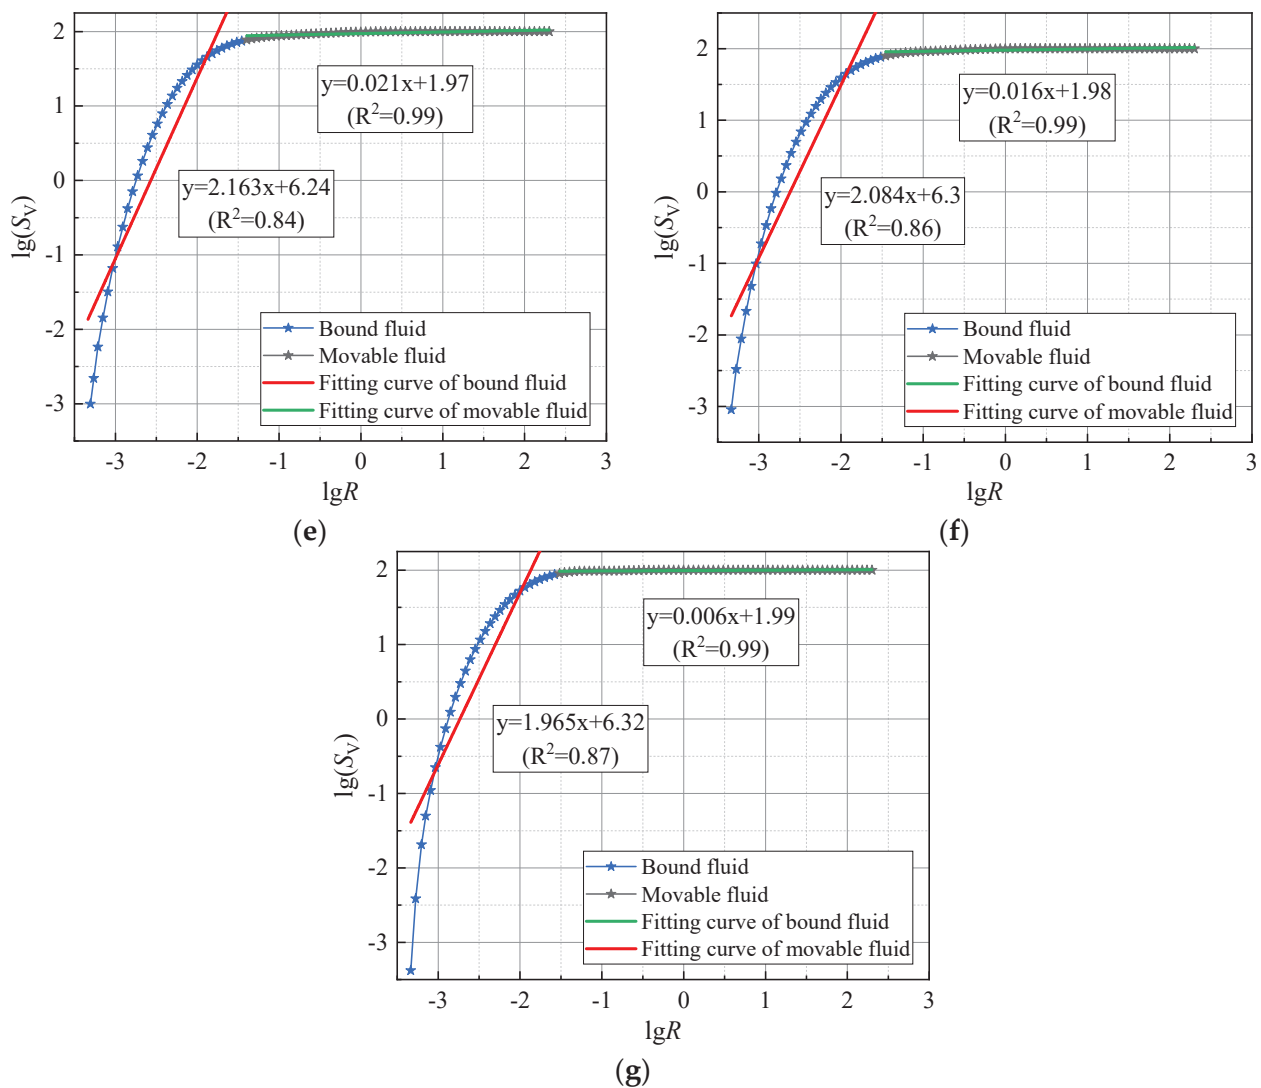 2
1
0
-1
-2
-3
lg(SV)
y=0.021x+1.97
(R2=0.99)
y=2.163x+6.24
(R2=0.84)
Bound fluid
Movable fluid
Fitting curve of bound fluid
Fitting curve of movable fluid
-3 -2 -1 0 1 2 3
lgR
(e)
2
1
0
-1
-2
-3
lg(SV)
y=0.016x+1.98
(R2=0.99)
y=2.084x+6.3
(R2=0.86)
Bound fluid
Movable fluid
Fitting curve of bound fluid
Fitting curve of movable fluid
-3 -2 -1 0 1 2 3
lgR
(f)
2
1
0
-1
-2
-3
lg(SV)
y=0.006x+1.99
(R2=0.99)
y=1.965x+6.32
(R2=0.87)
Bound fluid
Movable fluid
Fitting curve of bound fluid
Fitting curve of movable fluid
-3 -2 -1 0 1 2 3
lgR
(g)